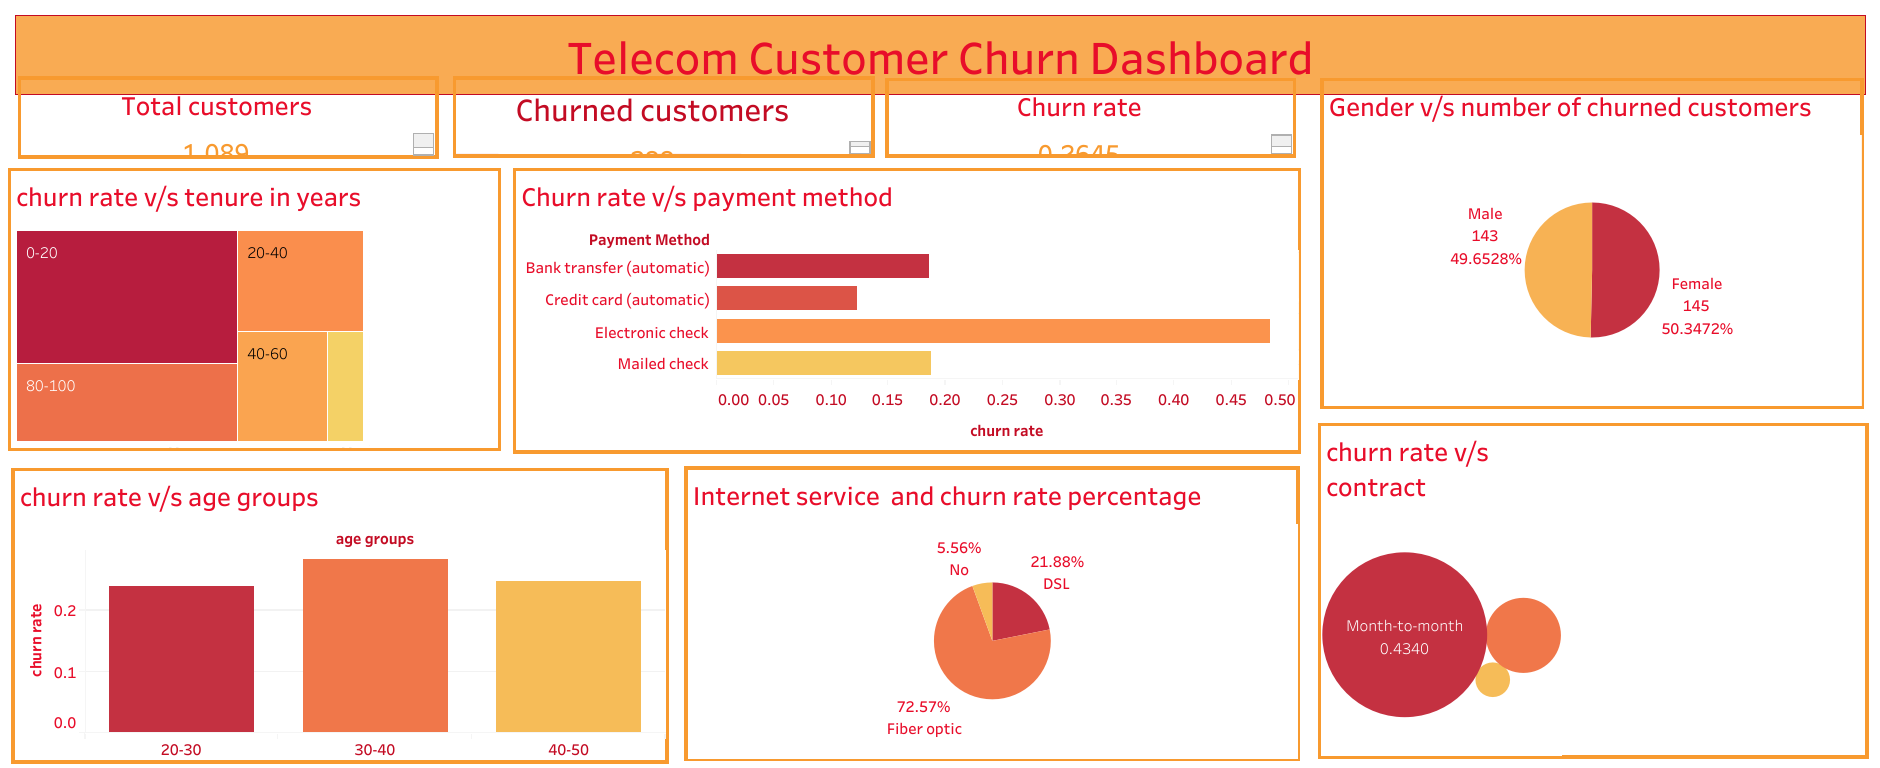 Telecom Customer Churn Dashboard
Total customers
1,089
Churned customers
Churn rate
0.2645
Gender v/s number of churned customers
Male
143
49.6528%
Female
145
50.3472%
churn rate v/s tenure in years
0-20
20-40
40-60
80-100
Churn rate v/s payment method
Payment Method
Bank transfer (automatic)
Credit card (automatic)
Electronic check
Mailed check
0.00 0.05 0.10 0.15 0.20 0.25 0.30 0.35 0.40 0.45 0.50
churn rate
churn rate v/s age groups
age groups
churn rate
0.2
0.1
0.0
20-30 30-40 40-50
Internet service and churn rate percentage
5.56%
No
21.88%
DSL
72.57%
Fiber optic
churn rate v/s
contract
Month-to-month
0.4340